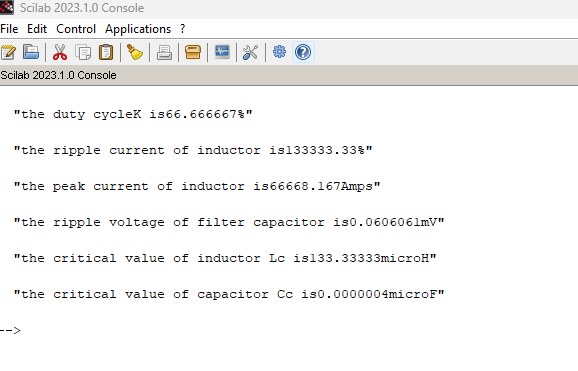 Scilab 2023.1.0 Console
File Edit Control Applications ?
Scilab 2023.1.0 Console
"the duty cycleK is66.666667%"
"the ripple current of inductor is133333.33%"
"the peak current of inductor is66668.167Amps"
"the ripple voltage of filter capacitor is0.0606061mV"
"the critical value of inductor Lc is133.33333microH"
"the critical value of capacitor Cc is0.0000004microF"
-->